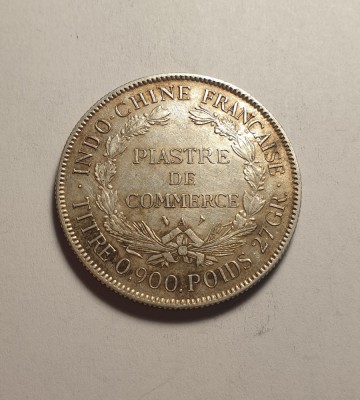 INDO-CHINE FRANÇAISE
PIASTRE
DE
COMMERCE
A
TITRE 0,900. POIDS 27 GR.